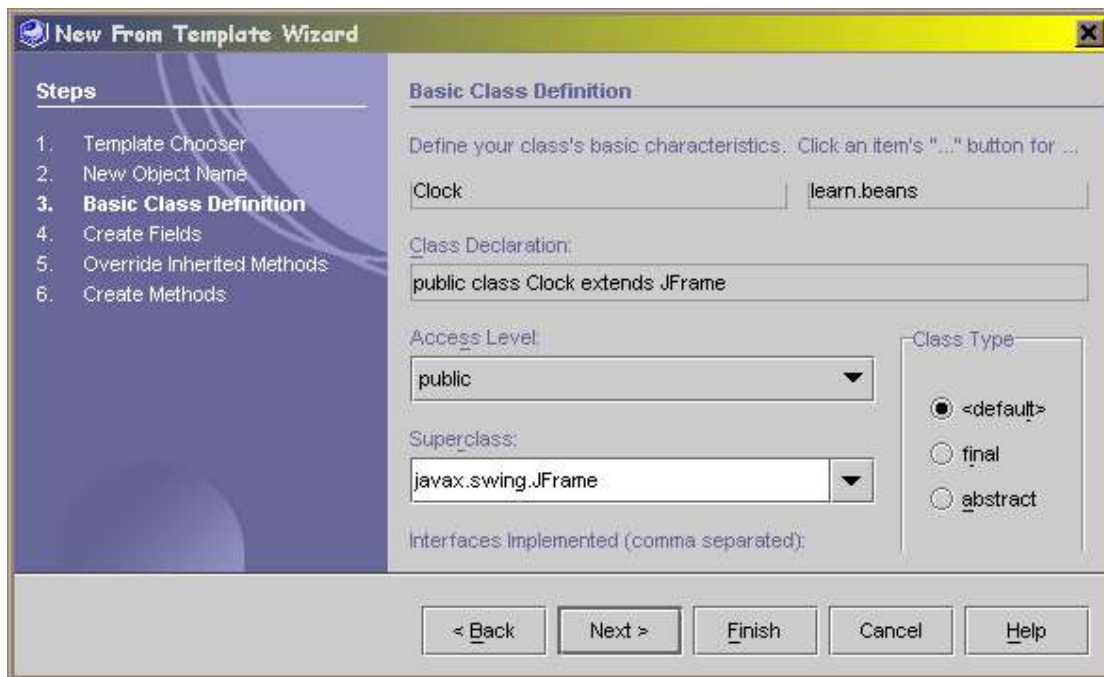 New From Template Wizard
Steps
1. Template Chooser
2. New Object Name
3. Basic Class Definition
4. Create Fields
5. Override Inherited Methods
6. Create Methods
Basic Class Definition
Define your class's basic characteristics. Click an item's "..." button for ...
Clock
learn.beans
Class Declaration:
public class Clock extends JFrame
Access Level:
public
Class Type
<default>
final
abstract
Superclass:
javax.swing.JFrame
Interfaces Implemented (comma separated):
< Back
Next >
Finish
Cancel
Help